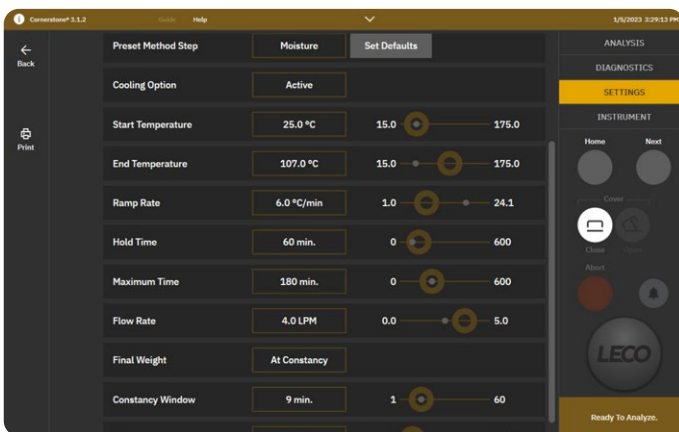 Cornerstone® 3.1.2 Guide Help 1/6/2023 3:29:13 PM
Back
Print
Preset Method Step Moisture Set Defaults
Cooling Option Active
Start Temperature 25.0 °C 15.0 175.0
End Temperature 107.0 °C 15.0 175.0
Ramp Rate 6.0 °C/min 1.0 24.1
Hold Time 60 min. 0 600
Maximum Time 180 min. 0 600
Flow Rate 4.0 LPM 0.0 5.0
Final Weight At Constancy
Constancy Window 9 min. 1 60
ANALYSIS
DIAGNOSTICS
SETTINGS
INSTRUMENT
Home Next
Cover
Close Open
Abort
LECO
Ready To Analyze.